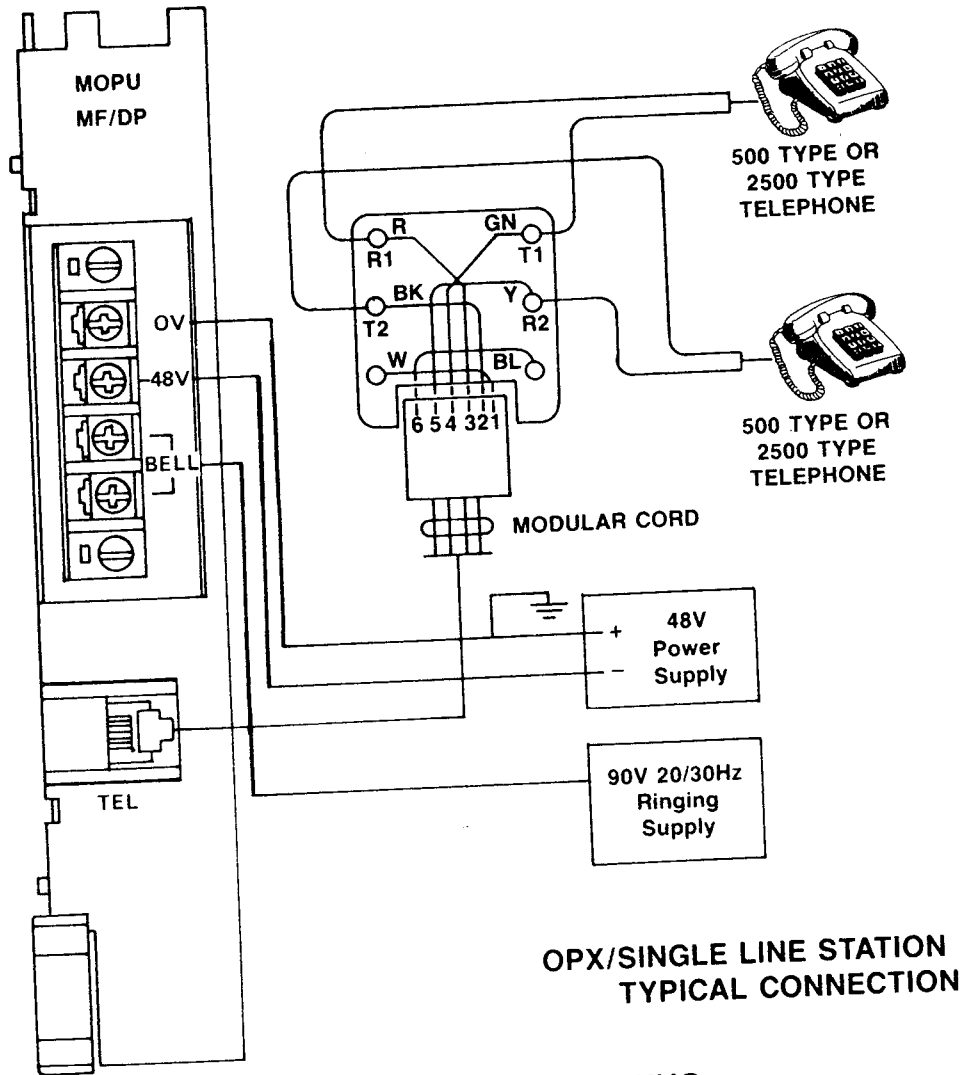 MOPU
MF/DP
0V
-48V
BELL
TEL
500 TYPE OR
2500 TYPE
TELEPHONE
R
GN
R1
T1
BK
Y
T2
R2
W
BL
6 5 4 3 2 1
500 TYPE OR
2500 TYPE
TELEPHONE
MODULAR CORD
+
48V
Power
−
Supply
90V 20/30Hz
Ringing
Supply
OPX/SINGLE LINE STATION
TYPICAL CONNECTION